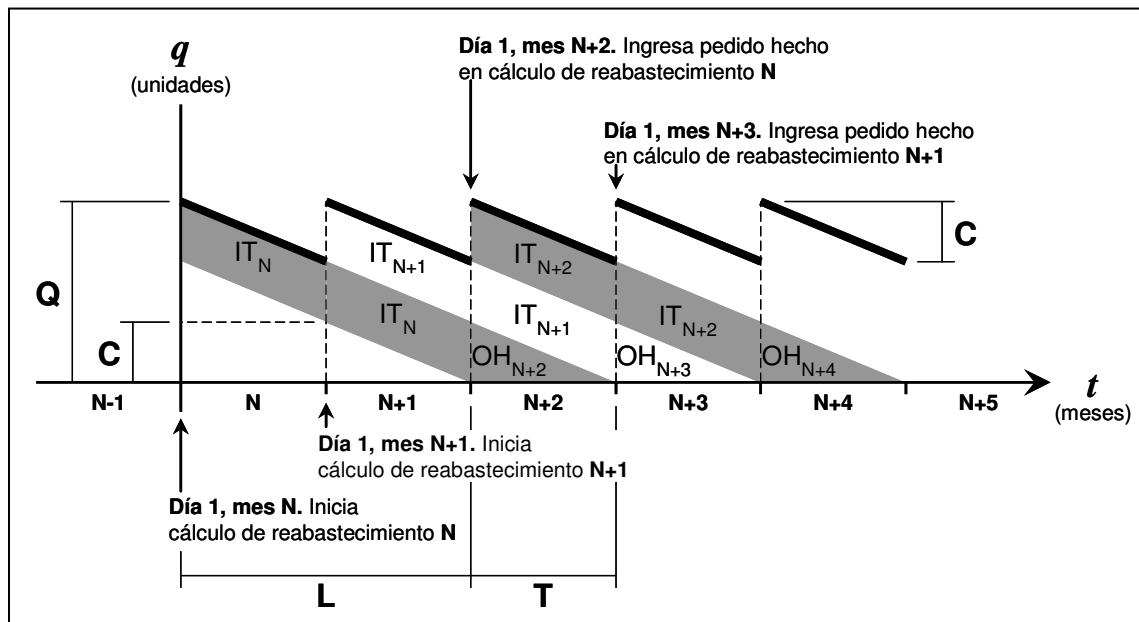 q
(unidades)
Día 1, mes N+2. Ingresa pedido hecho
en cálculo de reabastecimiento N
Día 1, mes N+3. Ingresa pedido hecho
en cálculo de reabastecimiento N+1
Q
C
C
IT_N
IT_N+1
IT_N+2
IT_N
IT_N+1
IT_N+2
OH_N+2
OH_N+3
OH_N+4
N-1
N
N+1
N+2
N+3
N+4
N+5
t
(meses)
Día 1, mes N+1. Inicia
cálculo de reabastecimiento N+1
Día 1, mes N. Inicia
cálculo de reabastecimiento N
L
T